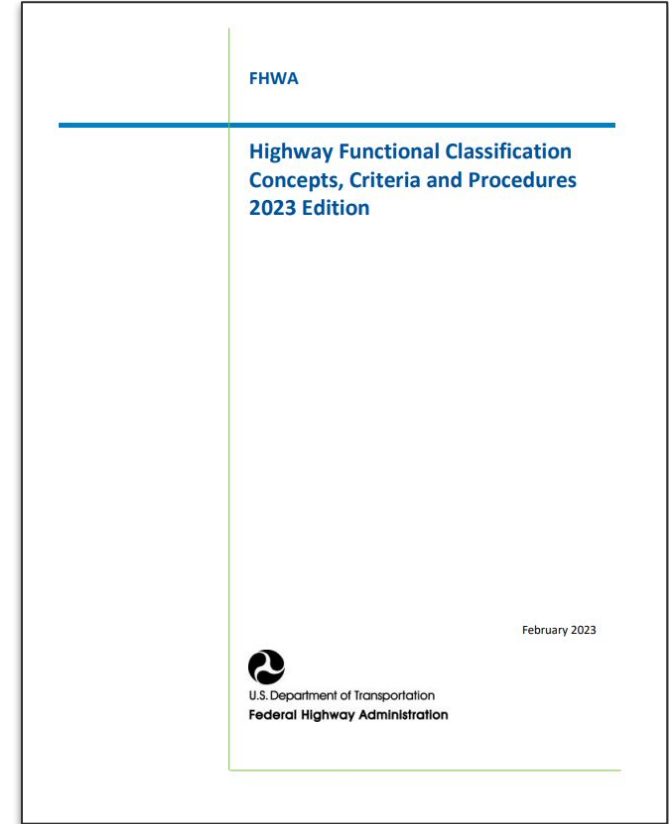 FHWA
Highway Functional Classification
Concepts, Criteria and Procedures
2023 Edition
February 2023
U.S. Department of Transportation
Federal Highway Administration